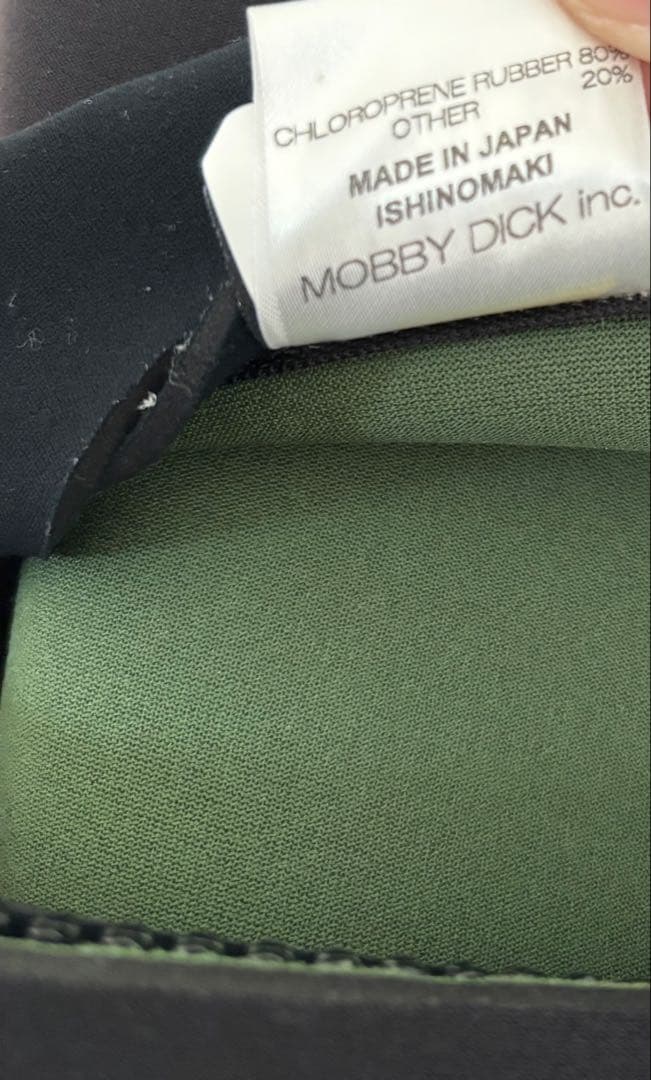 CHLOROPRENE RUBBER 80%
OTHER 20%
MADE IN JAPAN
ISHINOMAKI
MOBBY DICK inc.